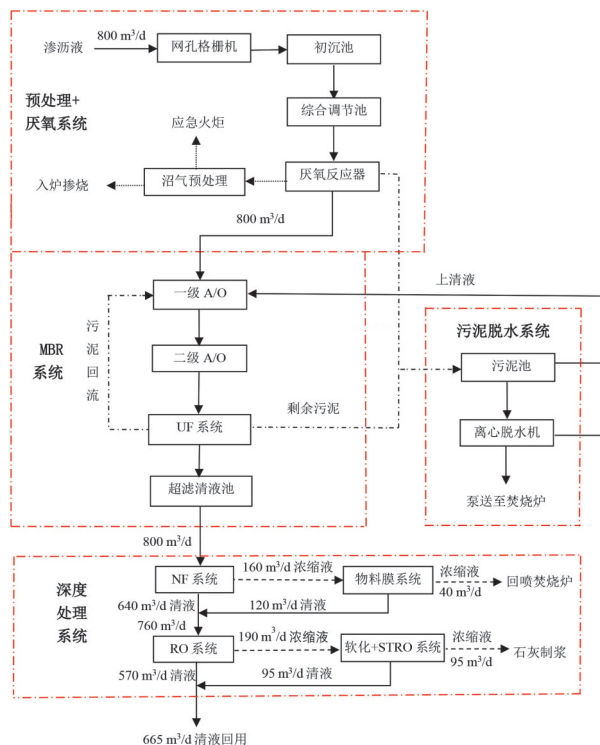 渗沥液
800 m³/d
网孔格栅机
初沉池
预处理+
厌氧系统
综合调节池
应急火炬
入炉掺烧
沼气预处理
厌氧反应器
800 m³/d
一级 A/O
上清液
污泥回流
MBR
系统
二级 A/O
污泥脱水系统
污泥池
UF 系统
剩余污泥
离心脱水机
超滤清液池
泵送至焚烧炉
800 m³/d
深度
处理
系统
NF 系统
160 m³/d 浓缩液
物料膜系统
浓缩液
40 m³/d
回喷焚烧炉
640 m³/d 清液
120 m³/d 清液
760 m³/d
RO 系统
190 m³/d 浓缩液
软化+STRO 系统
浓缩液
95 m³/d
石灰制浆
570 m³/d 清液
95 m³/d 清液
665 m³/d 清液回用